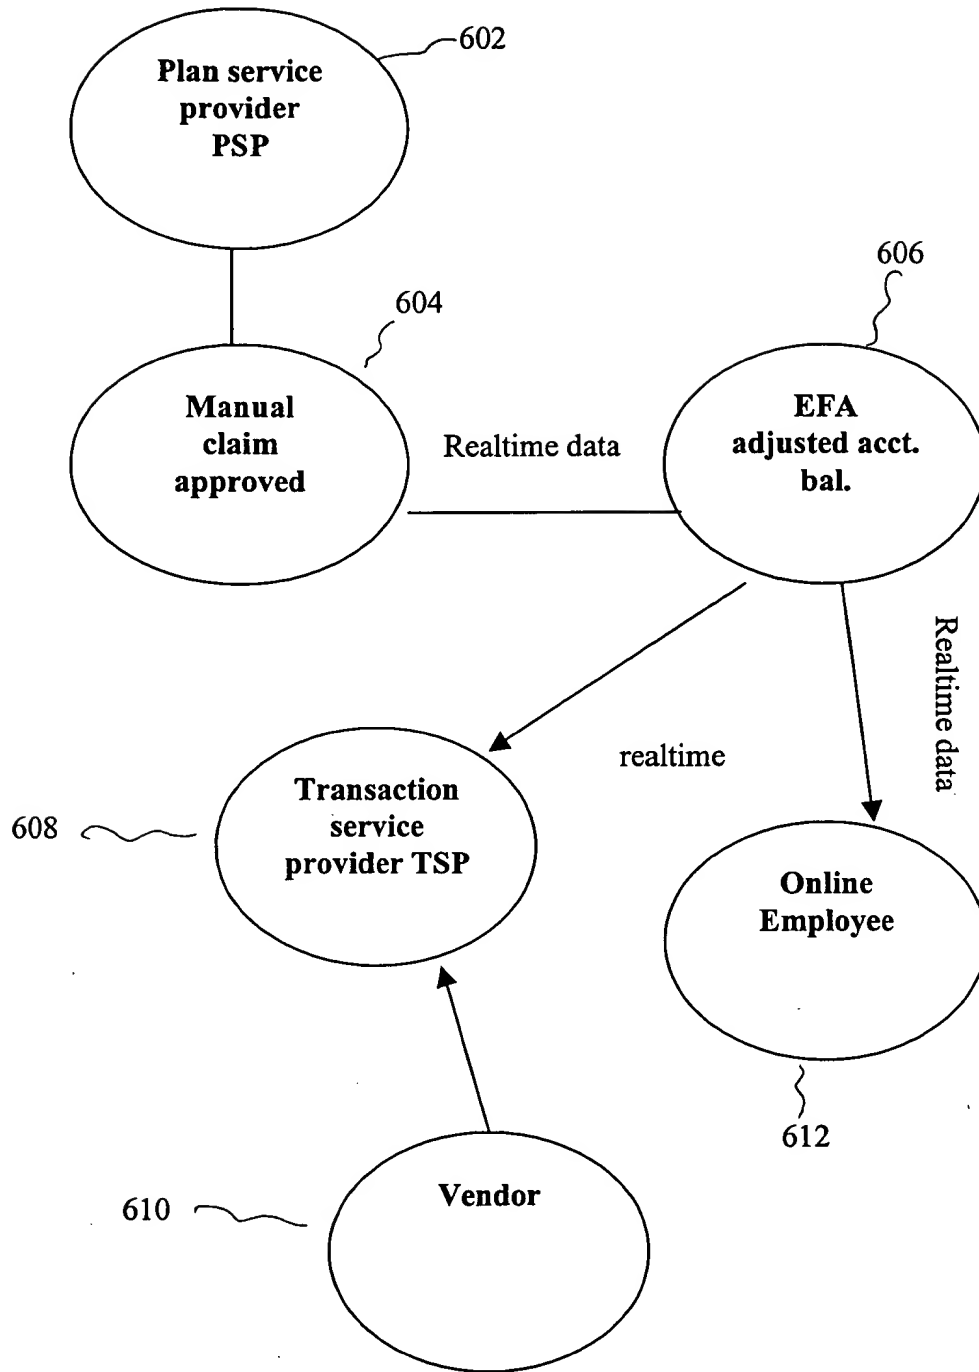 602
Plan service
provider
PSP
606
604
Manual
claim
approved
Realtime data
EFA
adjusted acct.
bal.
Realtime data
realtime
608
Transaction
service
provider TSP
Online
Employee
612
610
Vendor